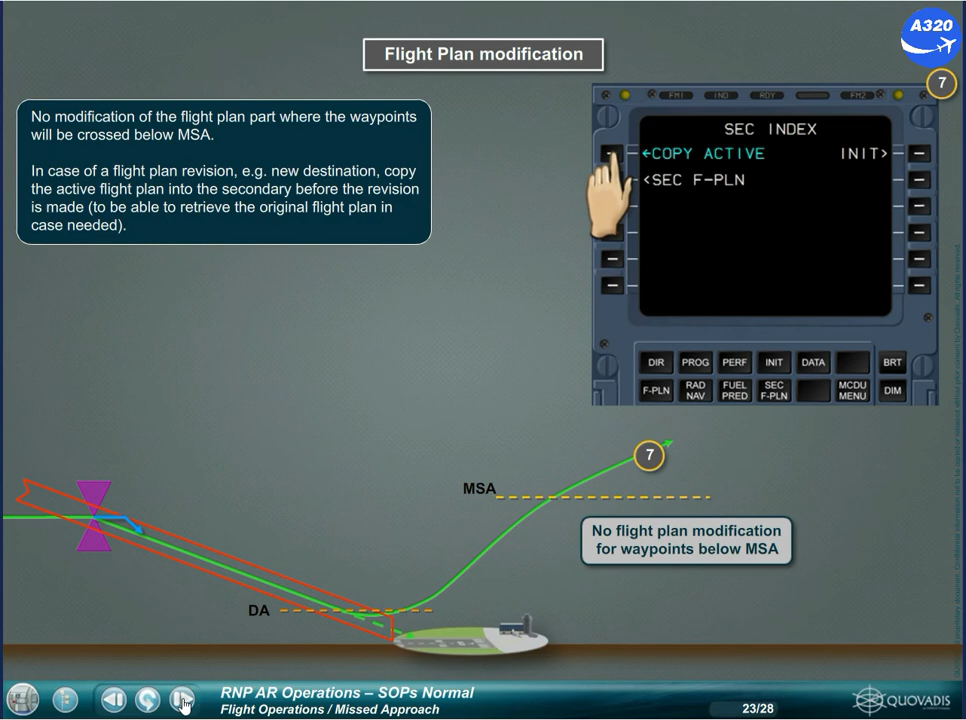 A320
Flight Plan modification
7
No modification of the flight plan part where the waypoints
will be crossed below MSA.
In case of a flight plan revision, e.g. new destination, copy
the active flight plan into the secondary before the revision
is made (to be able to retrieve the original flight plan in
case needed).
FM1 IND RDY FM2
SEC INDEX
←COPY ACTIVE INIT>
<SEC F-PLN
DIR PROG PERF INIT DATA BRT
F-PLN RAD NAV FUEL PRED SEC F-PLN MCDU MENU DIM
7
MSA
No flight plan modification
for waypoints below MSA
DA
RNP AR Operations – SOPs Normal
Flight Operations / Missed Approach
23/28
QUOVADIS